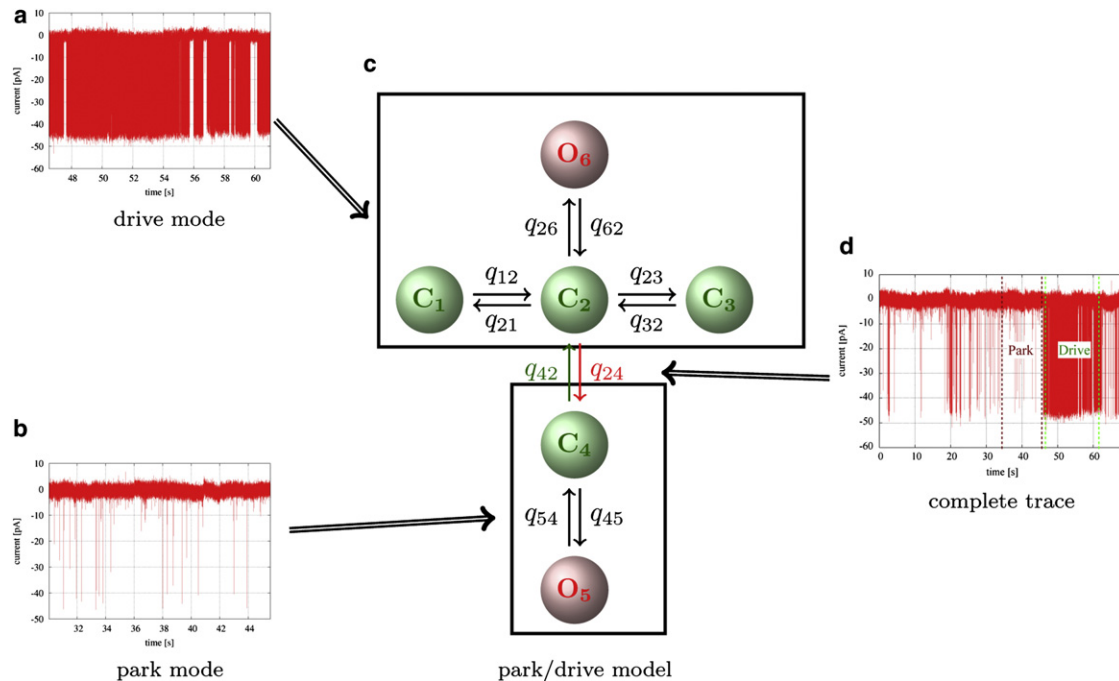 a
10
0
-10
-20
-30
-40
-50
-60
current [pA]
48 50 52 54 56 58 60
time [s]
drive mode
c
O6
q26 q62
C1 q12 C2 q23 C3
q21 q32
q42 q24
C4
q54 q45
O5
park/drive model
b
10
0
-10
-20
-30
-40
-50
current [pA]
32 34 36 38 40 42 44
time [s]
park mode
d
10
0
-10
-20
-30
-40
-50
-60
current [pA]
Park Drive
0 10 20 30 40 50 60
time [s]
complete trace